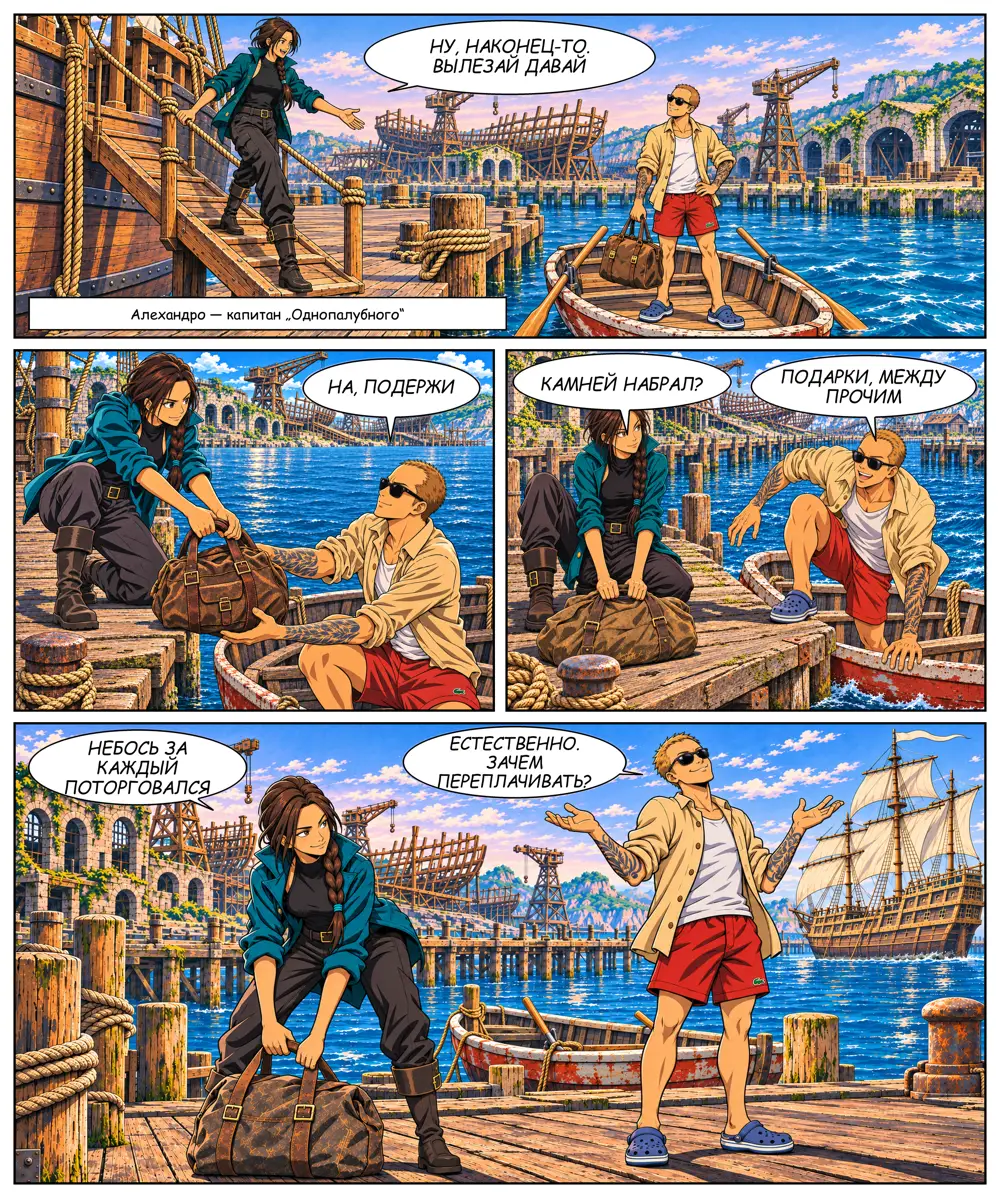 НУ, НАКОНЕЦ-ТО.
ВЫЛЕЗАЙ ДАВАЙ
Алехандро — капитан „Однопалубного“
НА, ПОДЕРЖИ
КАМНЕЙ НАБРАЛ?
ПОДАРКИ, МЕЖДУ
ПРОЧИМ
НЕБОСЬ ЗА
КАЖДЫЙ
ПОТОРГОВАЛСЯ
ЕСТЕСТВЕННО.
ЗАЧЕМ
ПЕРЕПЛАЧИВАТЬ?